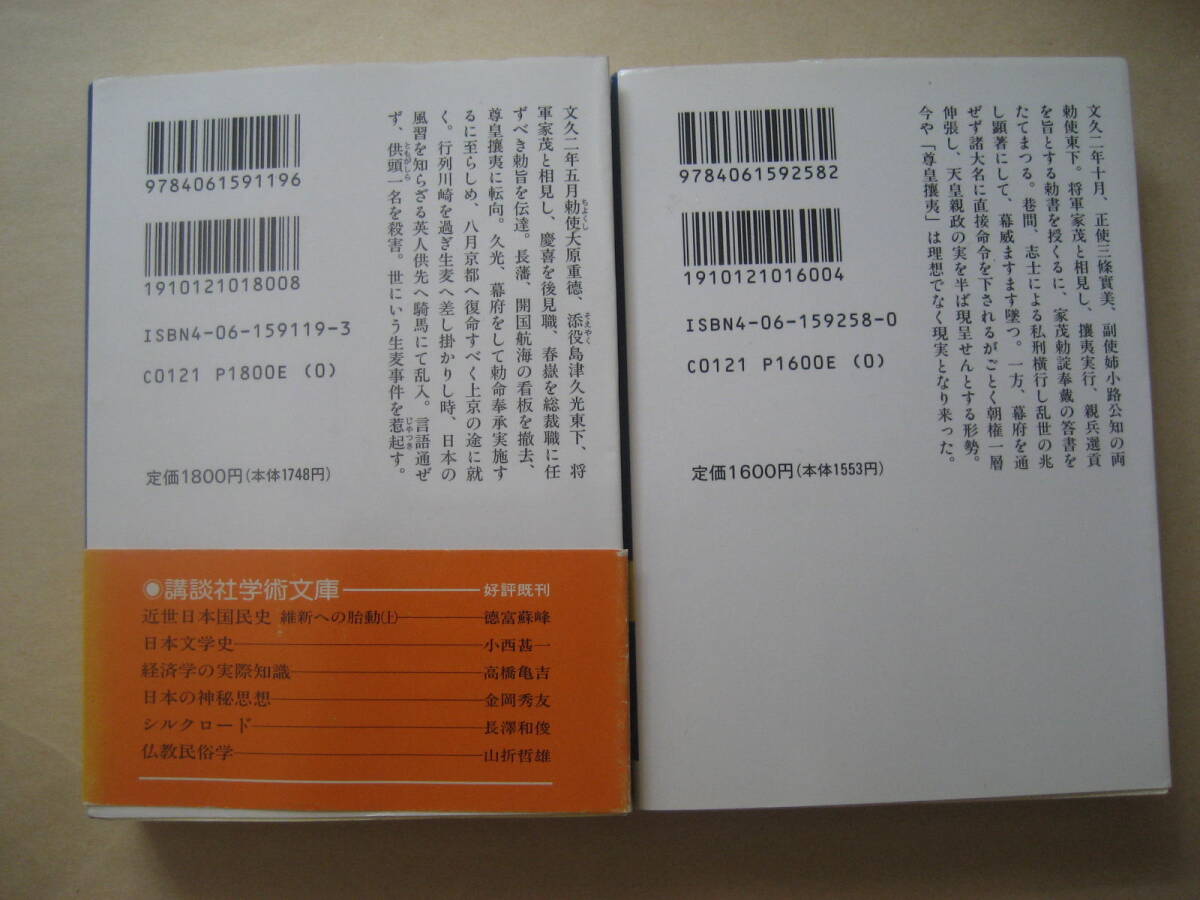 9784061591196
1910121018008
ISBN4-06-159119-3
C0121 P1800E (0)
定価1800円(本体1748円)
文久二年五月勅使大原重徳、添役島津久光東下、将
軍家茂と相見し、慶喜を後見職、春嶽を総裁職に任
ずべき勅旨を伝達。長藩、開国航海の看板を撤去、
尊皇攘夷に転向。久光、幕府をして勅命奉承実施す
るに至らしめ、八月京都へ復命すべく上京の途に就
く。行列川崎を過ぎ生麦へ差し掛かりし時、日本の
風習を知らざる英人供先へ騎馬にて乱入。言語通ぜ
ず、供頭一名を殺害。世にいう生麦事件を惹起す。
ちよくし
そえやく
ともがしら
じやつき
●講談社学術文庫 好評既刊
近世日本国民史 維新への胎動(上) 徳富蘇峰
日本文学史 小西甚一
経済学の実際知識 高橋亀吉
日本の神秘思想 金岡秀友
シルクロード 長澤和俊
仏教民俗学 山折哲雄
9784061592582
1910121016004
ISBN4-06-159258-0
C0121 P1600E (0)
定価1600円(本体1553円)
文久二年十月、正使三條實美、副使姉小路公知の両
勅使東下。将軍家茂と相見し、攘夷実行、親兵選貢
を旨とする勅書を授くるに、家茂勅諚奉戴の答書を
たてまつる。巷間、志士による私刑横行し乱世の兆
し顕著にして、幕威ますます墜つ。一方、幕府を通
ぜず諸大名に直接命令を下されるがごとく朝権一層
伸張し、天皇親政の実を半ば現呈せんとする形勢。
今や「尊皇攘夷」は理想でなく現実となり来った。